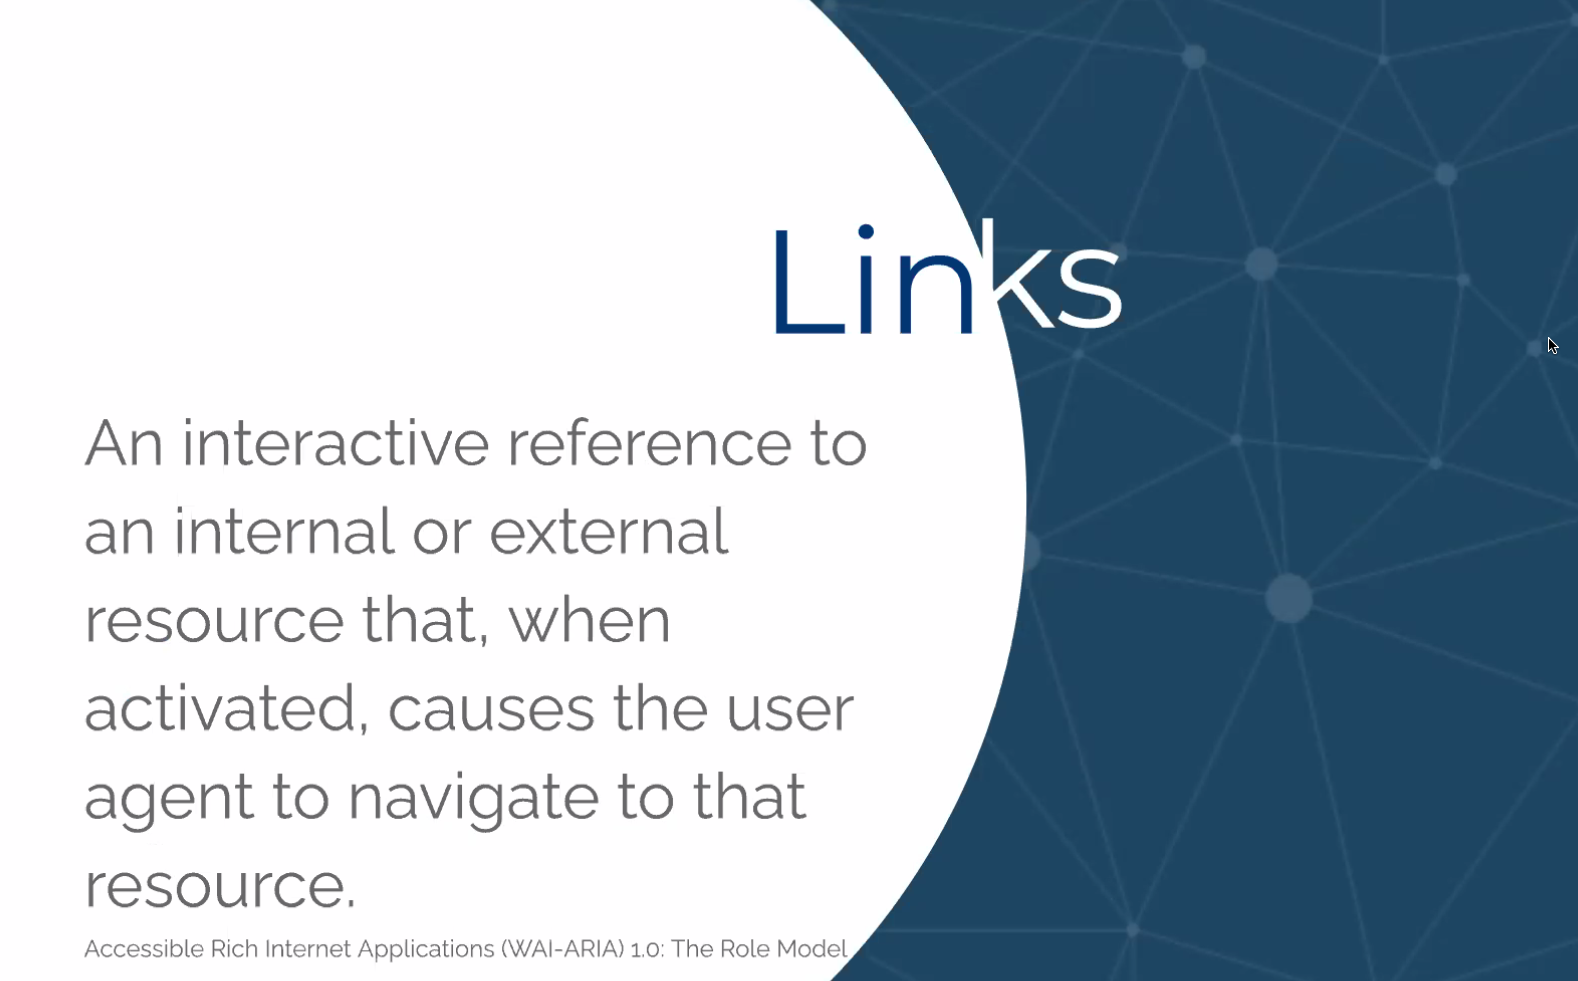 Links
An interactive reference to
an internal or external
resource that, when
activated, causes the user
agent to navigate to that
resource.
Accessible Rich Internet Applications (WAI-ARIA) 1.0: The Role Model